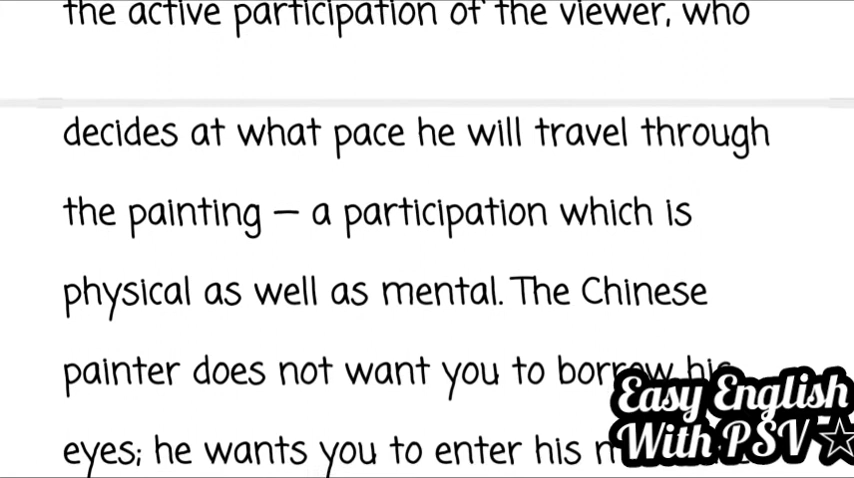 the active participation of the viewer, who
decides at what pace he will travel through
the painting — a participation which is
physical as well as mental. The Chinese
painter does not want you to borrow his
eyes; he wants you to enter his
Easy English
With PSV ☆